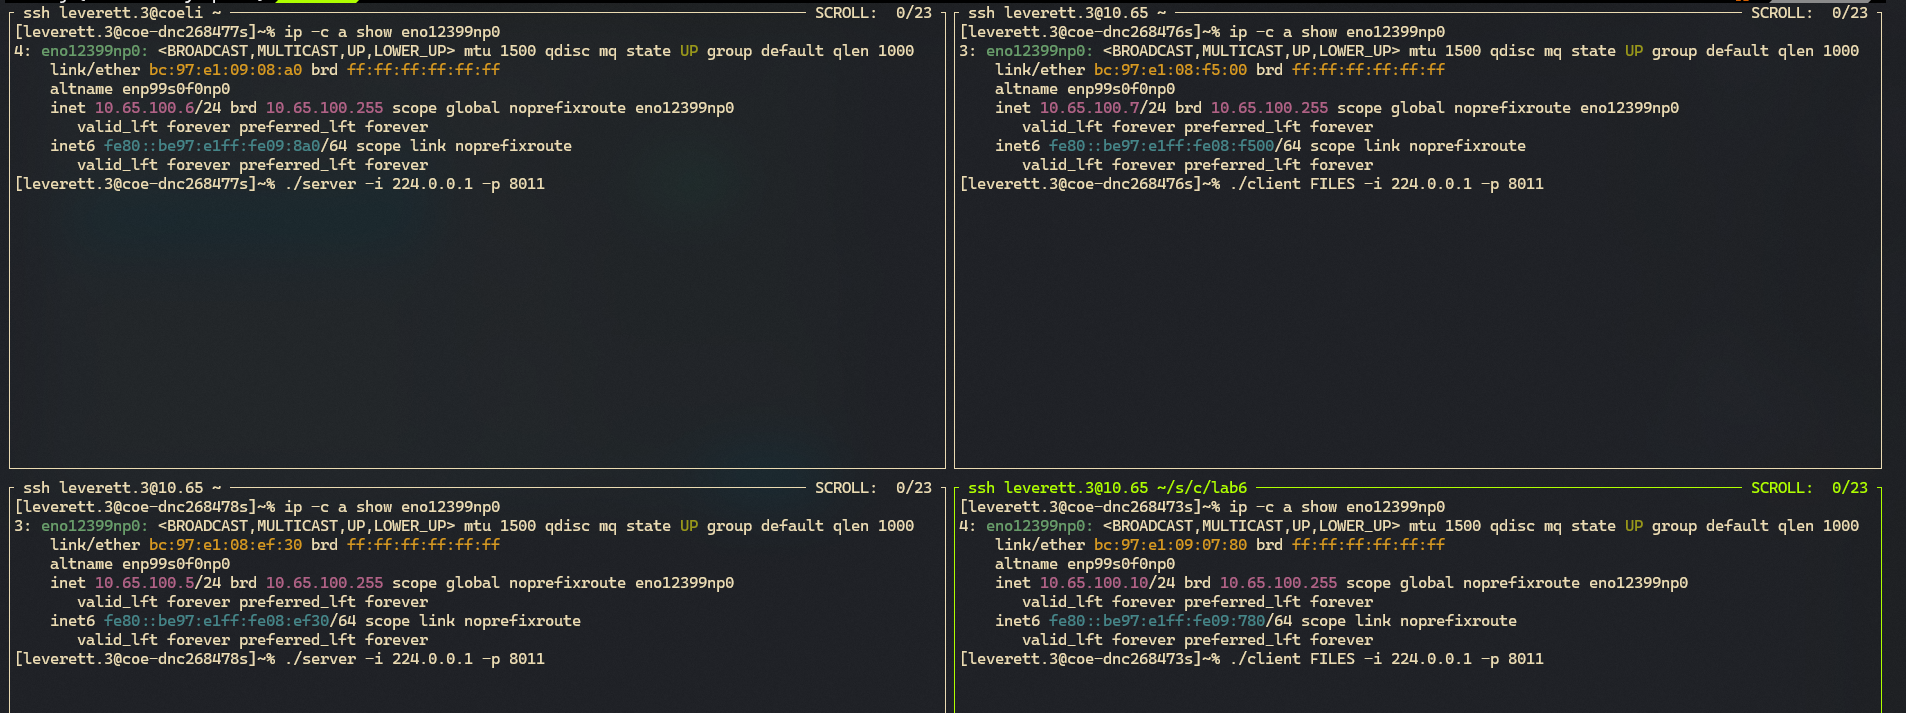 ssh leverett.3@coeli ~ SCROLL: 0/23
[leverett.3@coe-dnc268477s]~% ip -c a show eno12399np0
4: eno12399np0: <BROADCAST,MULTICAST,UP,LOWER_UP> mtu 1500 qdisc mq state UP group default qlen 1000
link/ether bc:97:e1:09:08:a0 brd ff:ff:ff:ff:ff:ff
altname enp99s0f0np0
inet 10.65.100.6/24 brd 10.65.100.255 scope global noprefixroute eno12399np0
valid_lft forever preferred_lft forever
inet6 fe80::be97:e1ff:fe09:8a0/64 scope link noprefixroute
valid_lft forever preferred_lft forever
[leverett.3@coe-dnc268477s]~% ./server -i 224.0.0.1 -p 8011
ssh leverett.3@10.65 ~ SCROLL: 0/23
[leverett.3@coe-dnc268476s]~% ip -c a show eno12399np0
3: eno12399np0: <BROADCAST,MULTICAST,UP,LOWER_UP> mtu 1500 qdisc mq state UP group default qlen 1000
link/ether bc:97:e1:08:f5:00 brd ff:ff:ff:ff:ff:ff
altname enp99s0f0np0
inet 10.65.100.7/24 brd 10.65.100.255 scope global noprefixroute eno12399np0
valid_lft forever preferred_lft forever
inet6 fe80::be97:e1ff:fe08:f500/64 scope link noprefixroute
valid_lft forever preferred_lft forever
[leverett.3@coe-dnc268476s]~% ./client FILES -i 224.0.0.1 -p 8011
ssh leverett.3@10.65 ~ SCROLL: 0/23
[leverett.3@coe-dnc268478s]~% ip -c a show eno12399np0
3: eno12399np0: <BROADCAST,MULTICAST,UP,LOWER_UP> mtu 1500 qdisc mq state UP group default qlen 1000
link/ether bc:97:e1:08:ef:30 brd ff:ff:ff:ff:ff:ff
altname enp99s0f0np0
inet 10.65.100.5/24 brd 10.65.100.255 scope global noprefixroute eno12399np0
valid_lft forever preferred_lft forever
inet6 fe80::be97:e1ff:fe08:ef30/64 scope link noprefixroute
valid_lft forever preferred_lft forever
[leverett.3@coe-dnc268478s]~% ./server -i 224.0.0.1 -p 8011
ssh leverett.3@10.65 ~/s/c/lab6 SCROLL: 0/23
[leverett.3@coe-dnc268473s]~% ip -c a show eno12399np0
4: eno12399np0: <BROADCAST,MULTICAST,UP,LOWER_UP> mtu 1500 qdisc mq state UP group default qlen 1000
link/ether bc:97:e1:09:07:80 brd ff:ff:ff:ff:ff:ff
altname enp99s0f0np0
inet 10.65.100.10/24 brd 10.65.100.255 scope global noprefixroute eno12399np0
valid_lft forever preferred_lft forever
inet6 fe80::be97:e1ff:fe09:780/64 scope link noprefixroute
valid_lft forever preferred_lft forever
[leverett.3@coe-dnc268473s]~% ./client FILES -i 224.0.0.1 -p 8011